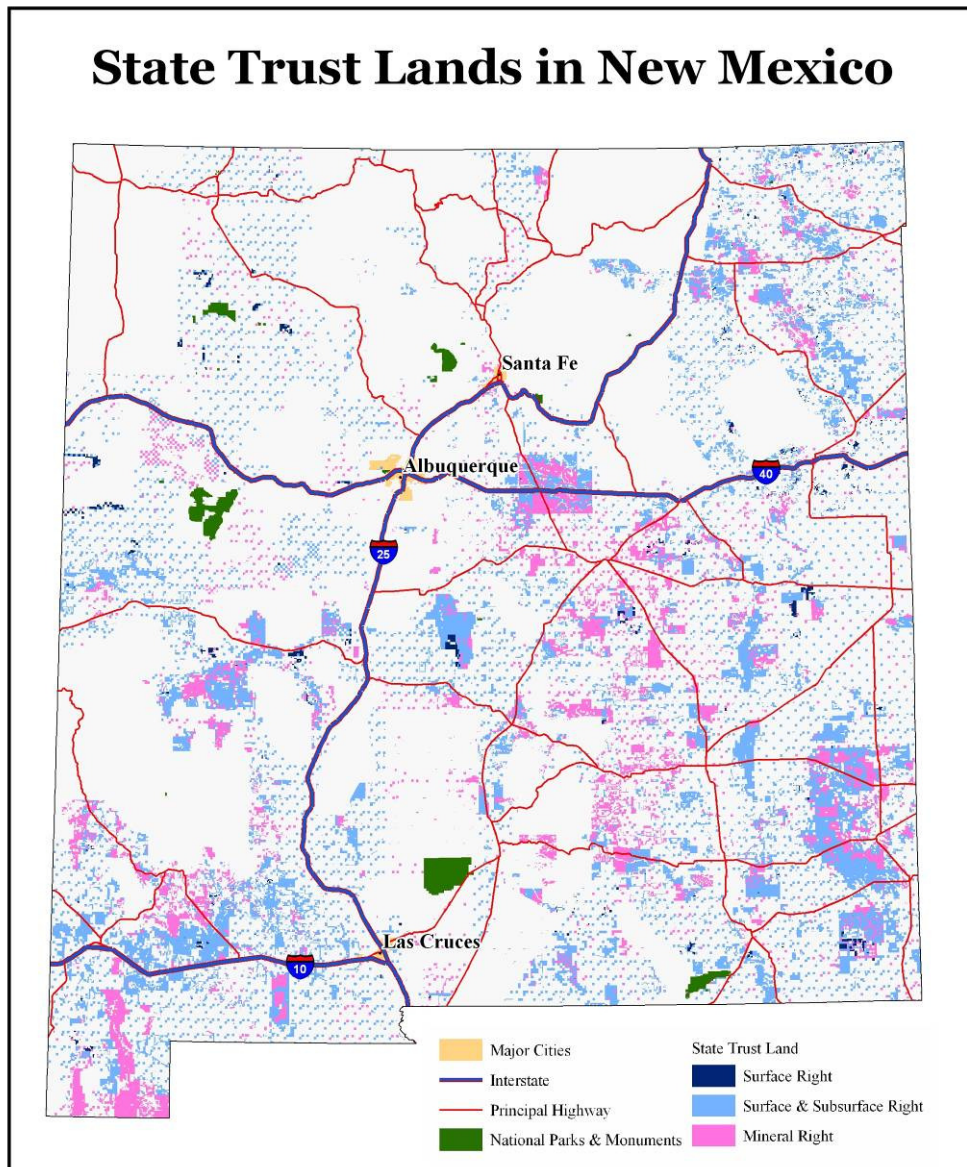 State Trust Lands in New Mexico
Santa Fe
Albuquerque
40
25
Las Cruces
10
Major Cities
Interstate
Principal Highway
National Parks & Monuments
State Trust Land
Surface Right
Surface & Subsurface Right
Mineral Right